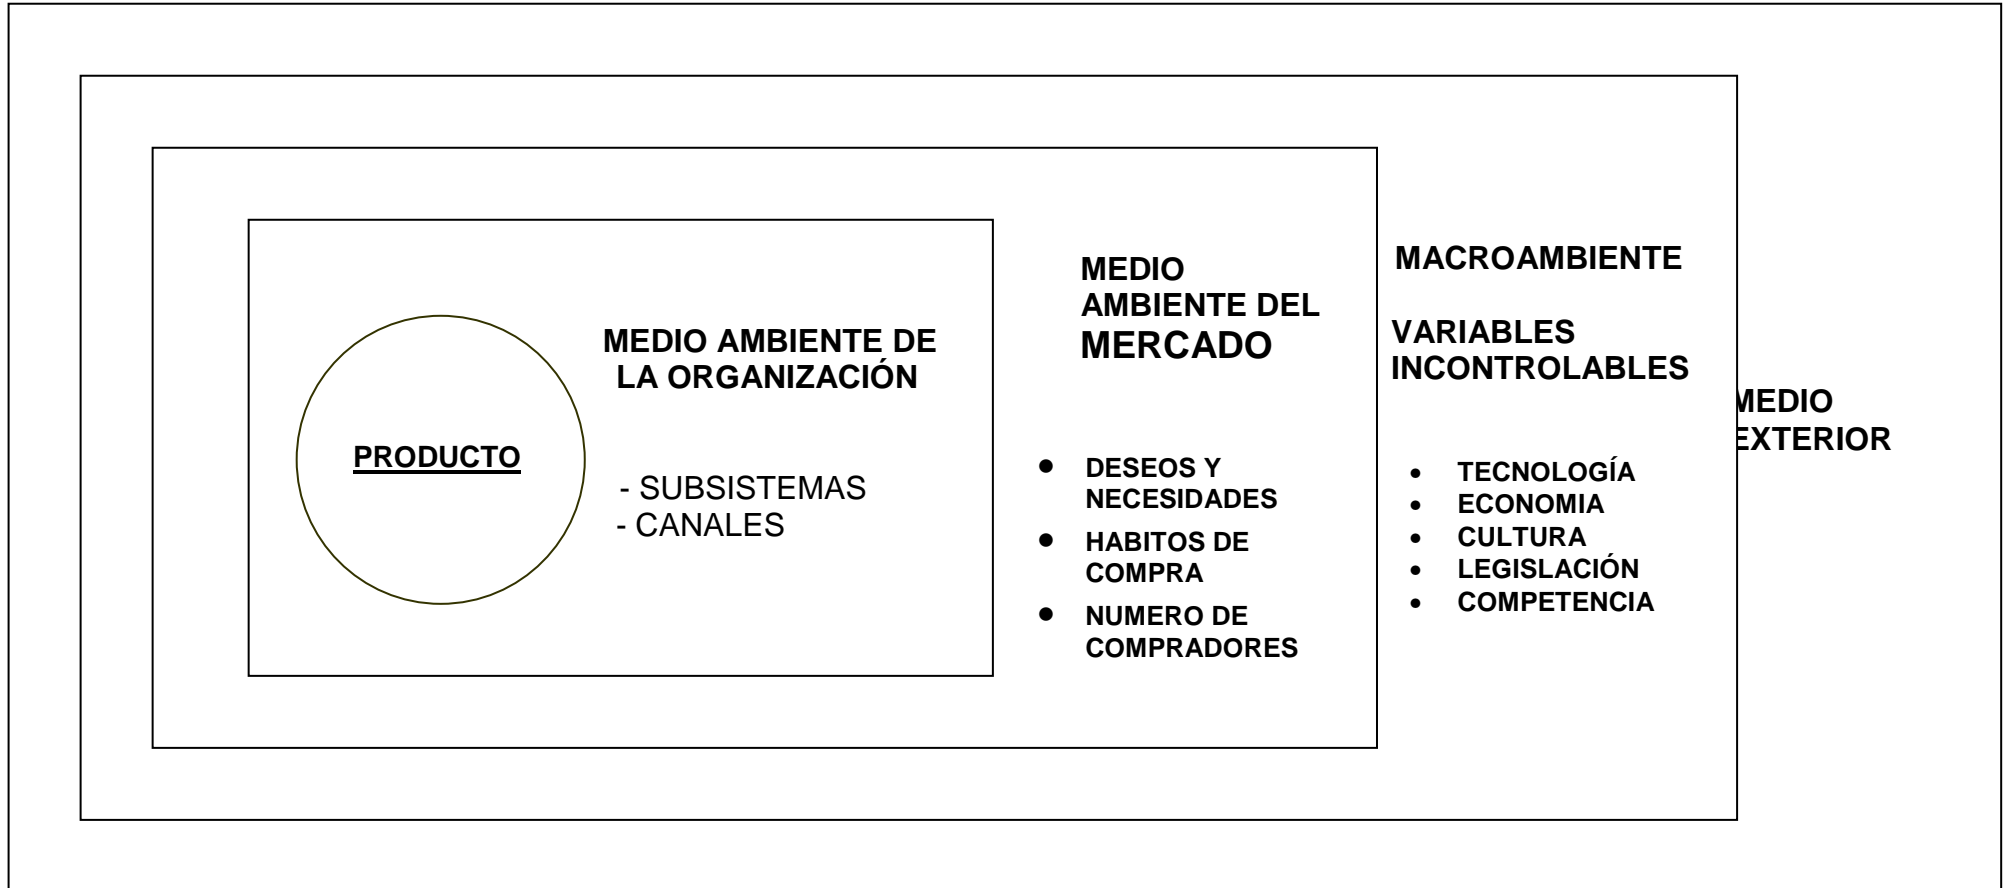 PRODUCTO
MEDIO AMBIENTE DE
LA ORGANIZACIÓN
- SUBSISTEMAS
- CANALES
MEDIO
AMBIENTE DEL
MERCADO
• DESEOS Y
NECESIDADES
• HABITOS DE
COMPRA
• NUMERO DE
COMPRADORES
MACROAMBIENTE
VARIABLES
INCONTROLABLES
• TECNOLOGÍA
• ECONOMIA
• CULTURA
• LEGISLACIÓN
• COMPETENCIA
MEDIO
EXTERIOR